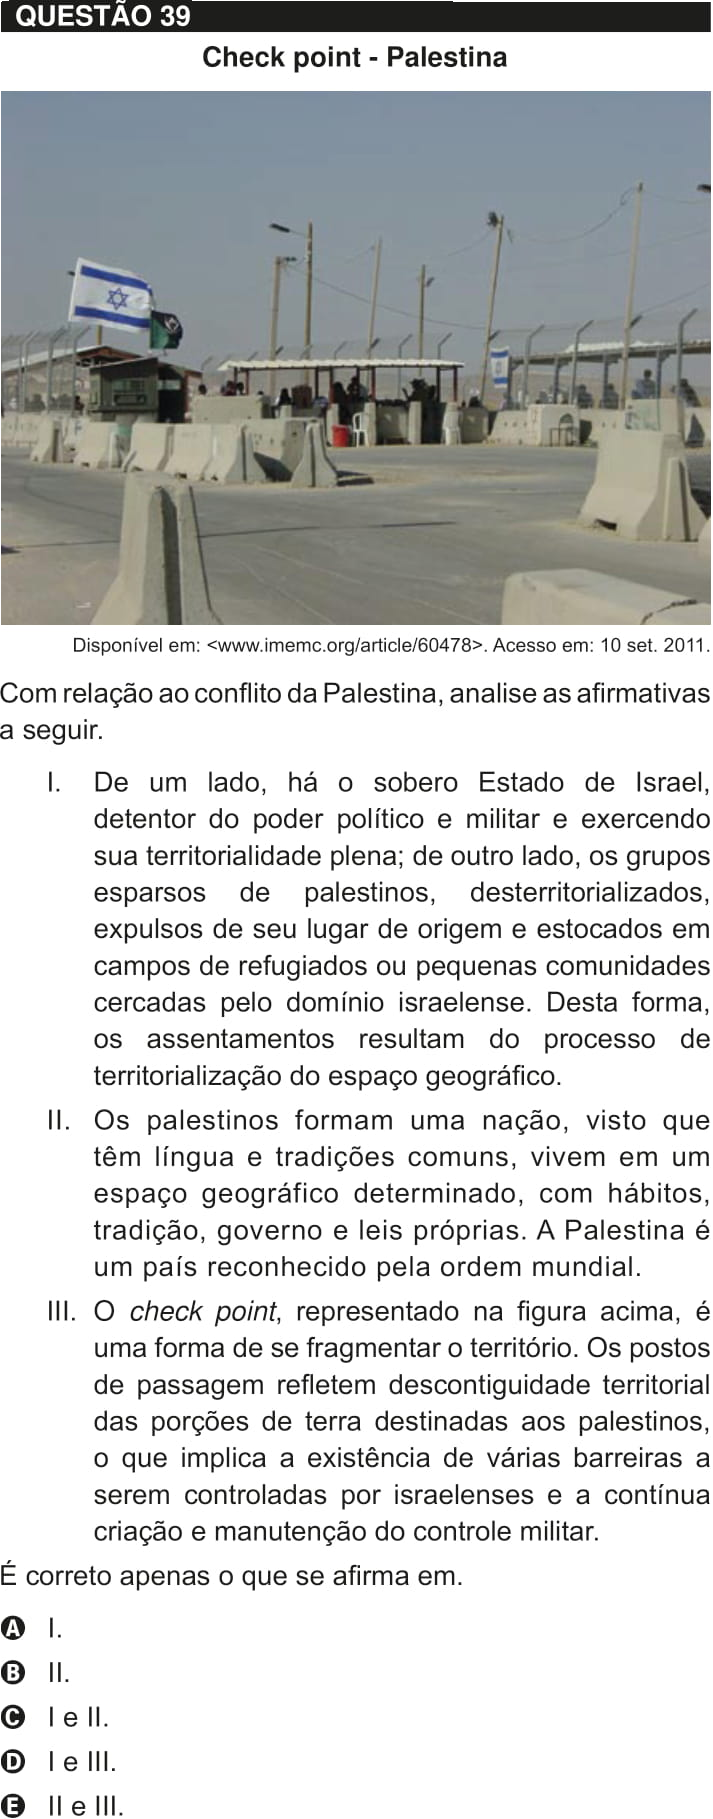 QUESTÃO 39
Check point - Palestina
Disponível em: <www.imemc.org/article/60478>. Acesso em: 10 set. 2011.
Com relação ao conflito da Palestina, analise as afirmativas
a seguir.
I. De um lado, há o sobero Estado de Israel,
detentor do poder político e militar e exercendo
sua territorialidade plena; de outro lado, os grupos
esparsos de palestinos, desterritorializados,
expulsos de seu lugar de origem e estocados em
campos de refugiados ou pequenas comunidades
cercadas pelo domínio israelense. Desta forma,
os assentamentos resultam do processo de
territorialização do espaço geográfico.
II. Os palestinos formam uma nação, visto que
têm língua e tradições comuns, vivem em um
espaço geográfico determinado, com hábitos,
tradição, governo e leis próprias. A Palestina é
um país reconhecido pela ordem mundial.
III. O check point, representado na figura acima, é
uma forma de se fragmentar o território. Os postos
de passagem refletem descontiguidade territorial
das porções de terra destinadas aos palestinos,
o que implica a existência de várias barreiras a
serem controladas por israelenses e a contínua
criação e manutenção do controle militar.
É correto apenas o que se afirma em.
A I.
B II.
C I e II.
D I e III.
E II e III.